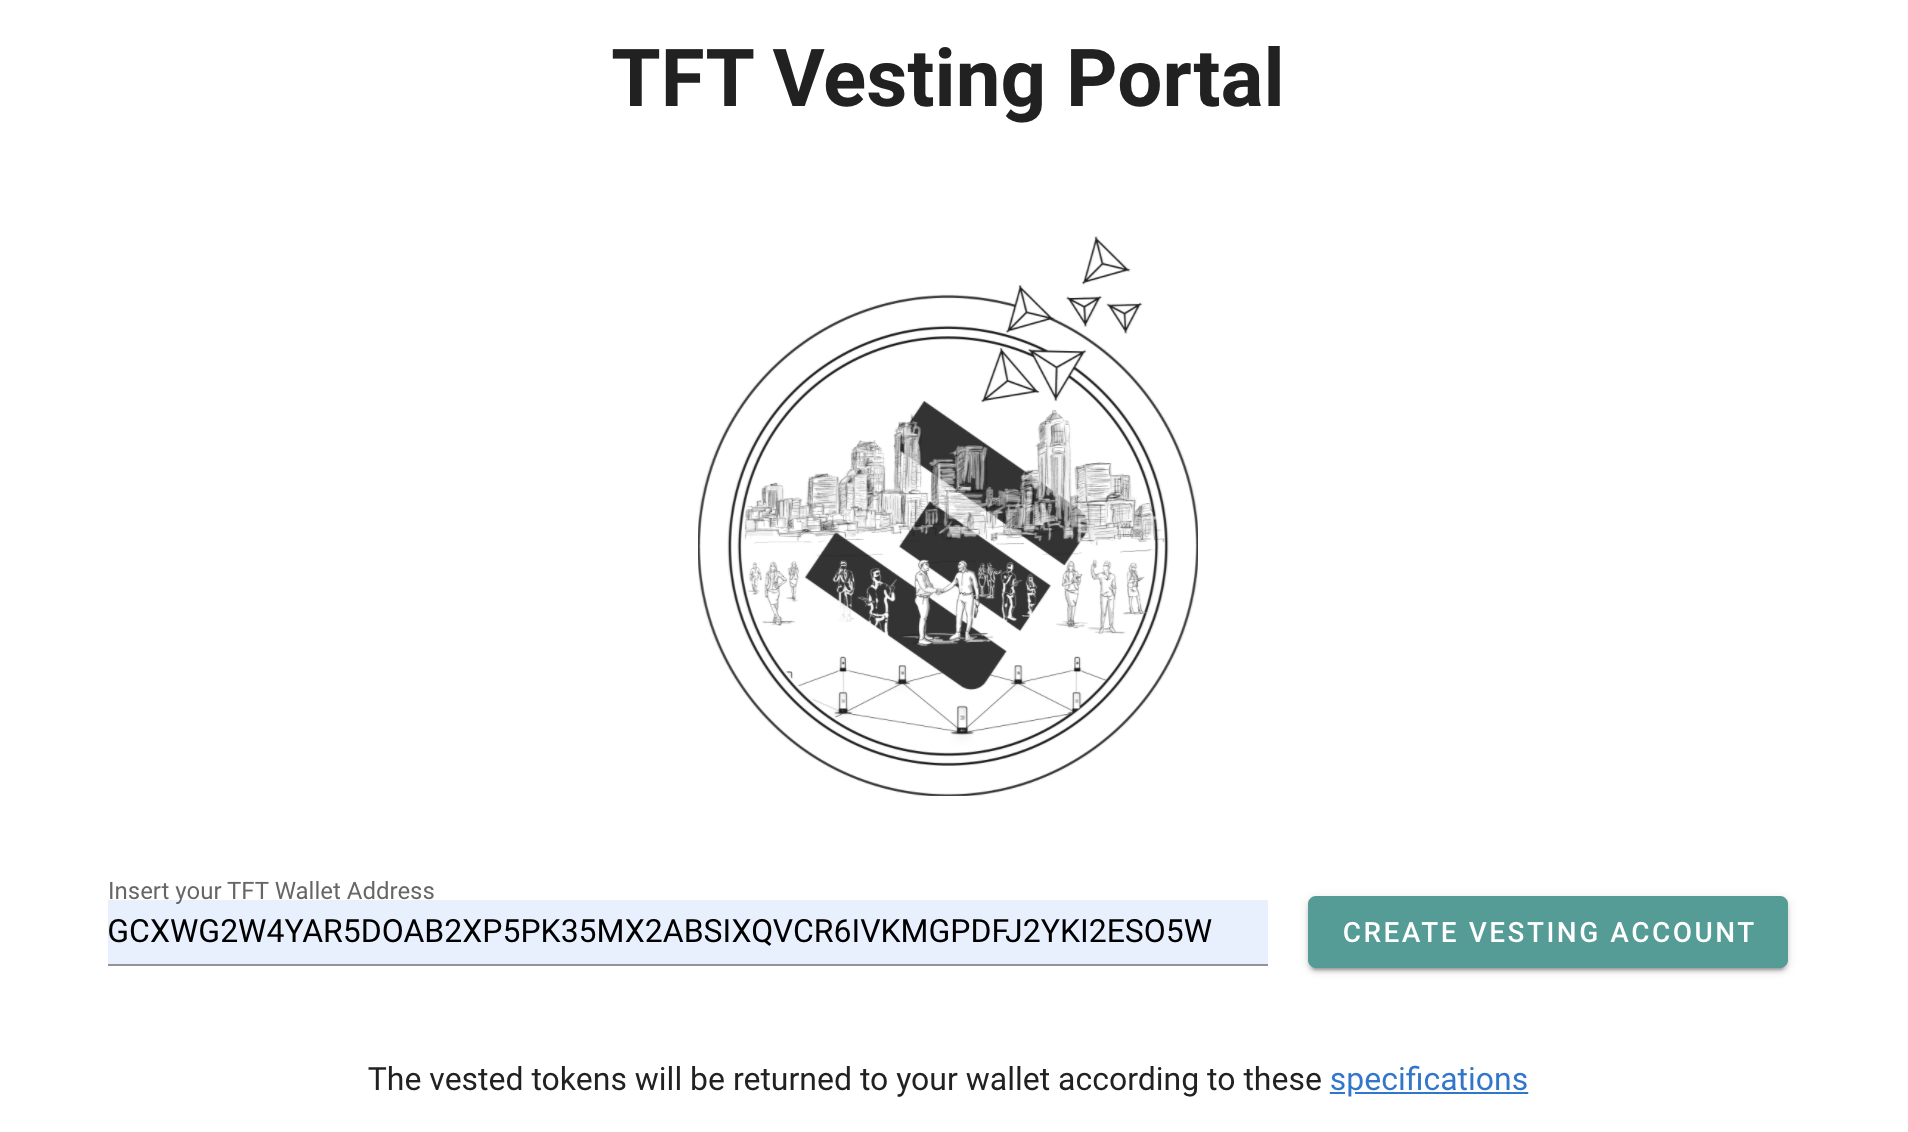 TFT Vesting Portal
Insert your TFT Wallet Address
GCXWG2W4YAR5DOAB2XP5PK35MX2ABSIXQVCR6IVKMGPDFJ2YKI2ESO5W
CREATE VESTING ACCOUNT
The vested tokens will be returned to your wallet according to these specifications